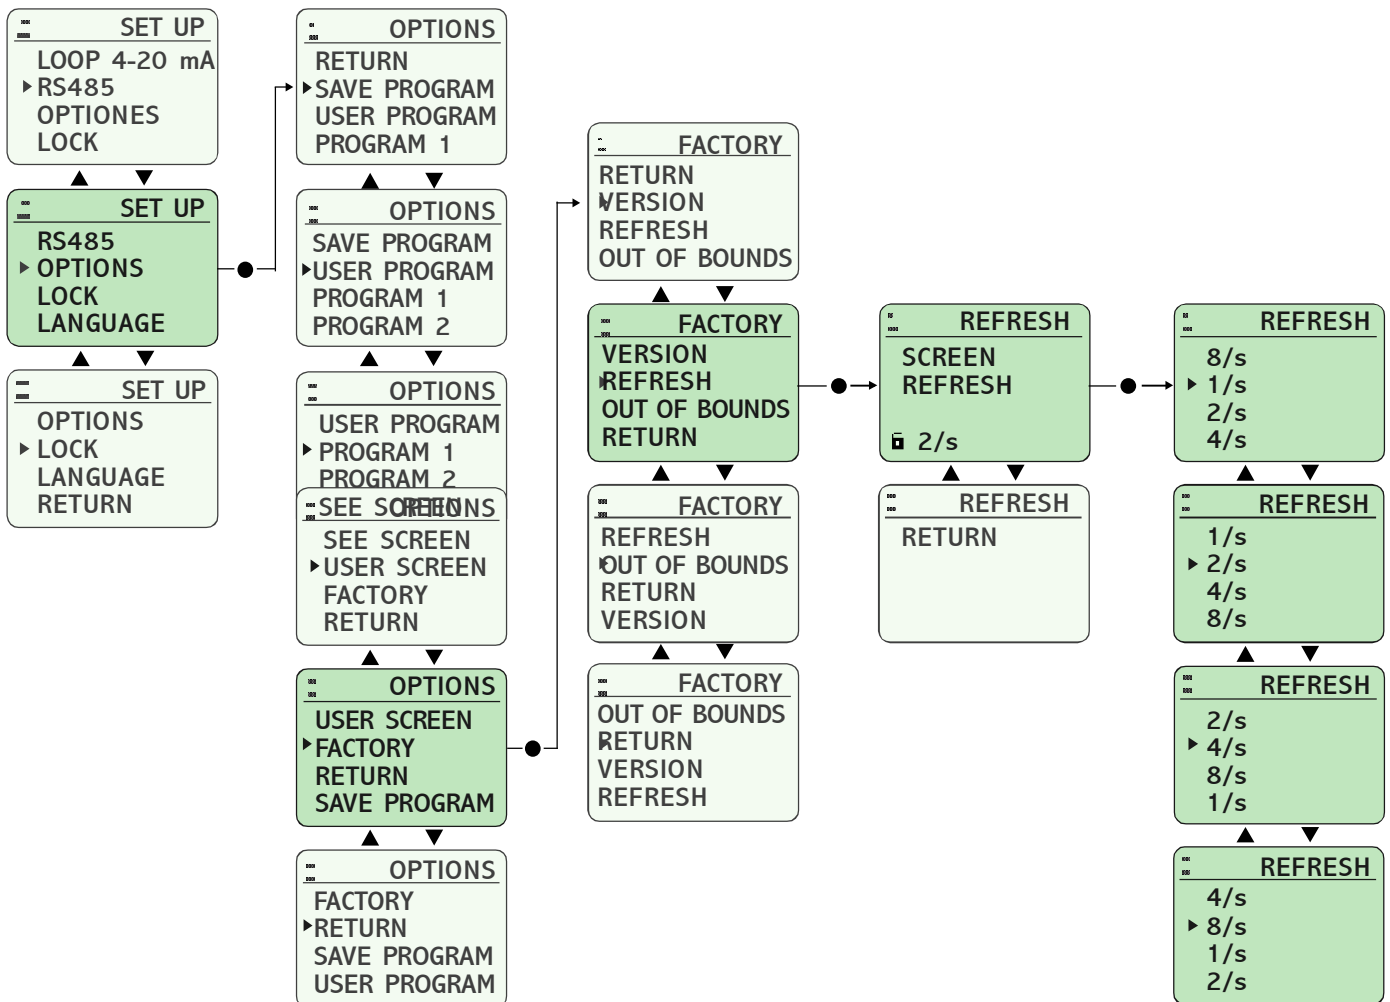 SET UP
LOOP 4-20 mA
RS485
OPTIONES
LOCK
SET UP
RS485
OPTIONS
LOCK
LANGUAGE
SET UP
OPTIONS
LOCK
LANGUAGE
RETURN
OPTIONS
RETURN
SAVE PROGRAM
USER PROGRAM
PROGRAM 1
OPTIONS
SAVE PROGRAM
USER PROGRAM
PROGRAM 1
PROGRAM 2
OPTIONS
USER PROGRAM
PROGRAM 1
PROGRAM 2
SEE SCREEN
OPTIONS
SEE SCREEN
USER SCREEN
FACTORY
RETURN
OPTIONS
USER SCREEN
FACTORY
RETURN
SAVE PROGRAM
OPTIONS
FACTORY
RETURN
SAVE PROGRAM
USER PROGRAM
FACTORY
RETURN
VERSION
REFRESH
OUT OF BOUNDS
FACTORY
VERSION
REFRESH
OUT OF BOUNDS
RETURN
FACTORY
REFRESH
OUT OF BOUNDS
RETURN
VERSION
FACTORY
OUT OF BOUNDS
RETURN
VERSION
REFRESH
REFRESH
SCREEN
REFRESH
2/s
REFRESH
RETURN
REFRESH
8/s
1/s
2/s
4/s
REFRESH
1/s
2/s
4/s
8/s
REFRESH
2/s
4/s
8/s
1/s
REFRESH
4/s
8/s
1/s
2/s